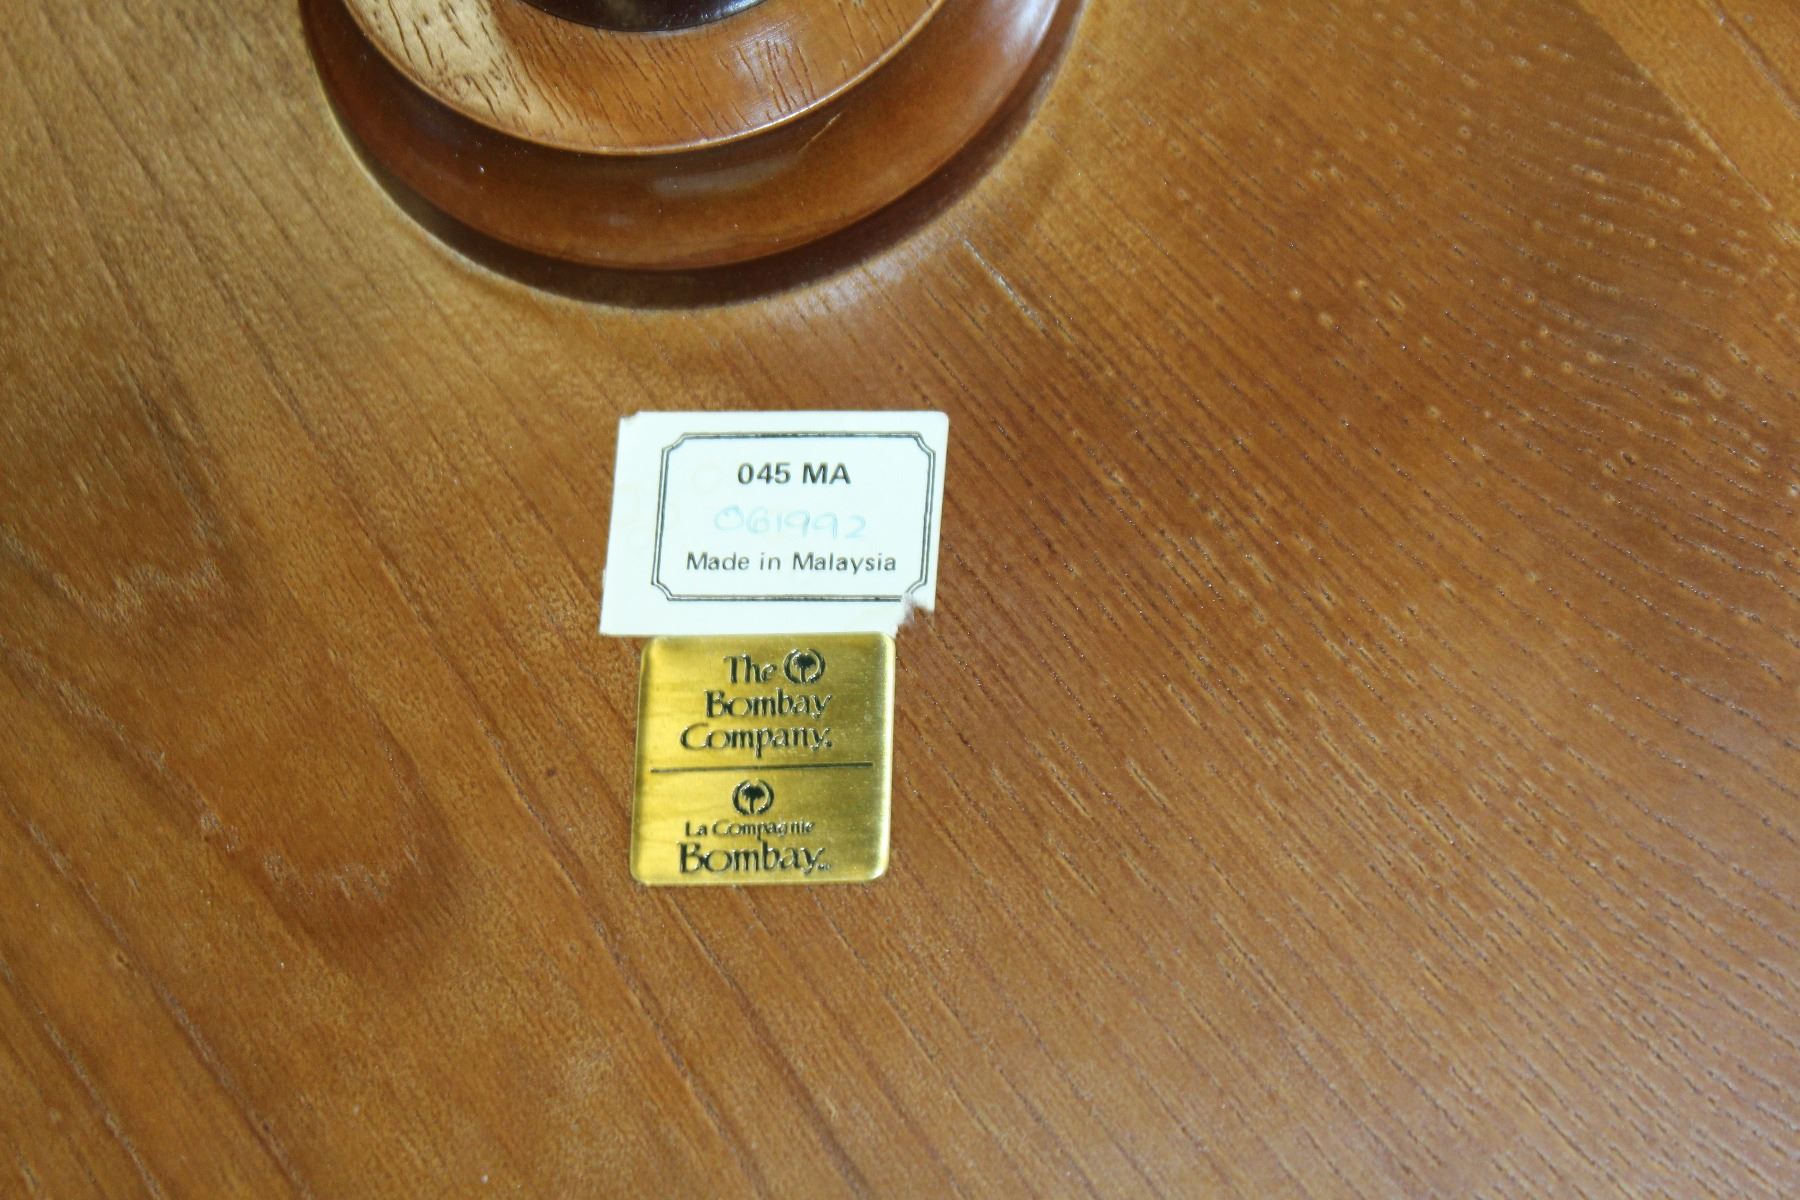 045 MA
061992
Made in Malaysia
The
Bombay
Company.
La Compagnie
Bombay